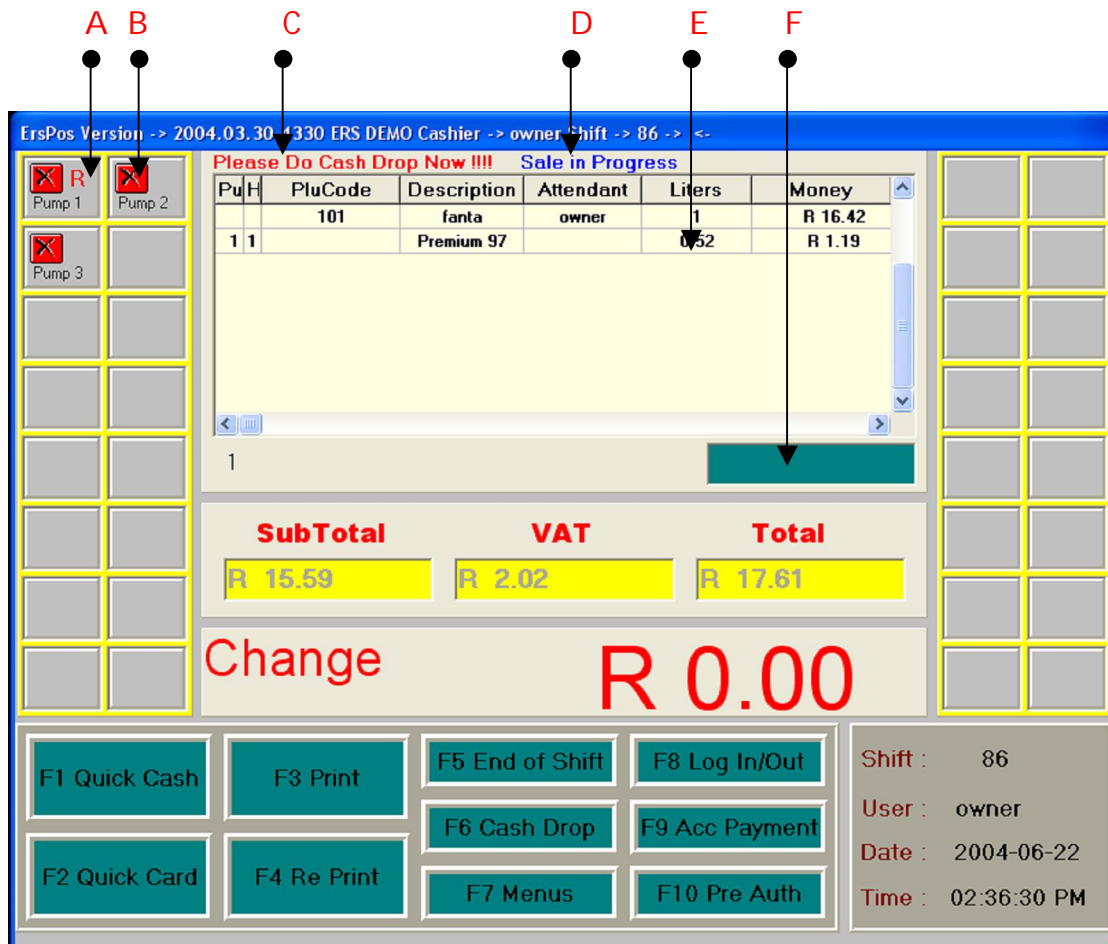 A B C D E F
ErsPos Version -> 2004.03.30.4330 ERS DEMO Cashier -> owner Shift -> 86 -> <-
Please Do Cash Drop Now !!!! Sale in Progress
R
Pump 1 Pump 2
Pump 3
Pu H PluCode Description Attendant Liters Money
101 fanta owner 1 R 16.42
1 1 Premium 97 0.52 R 1.19
1
SubTotal VAT Total
R 15.59 R 2.02 R 17.61
Change R 0.00
F1 Quick Cash F3 Print F5 End of Shift F8 Log In/Out
F6 Cash Drop F9 Acc Payment
F2 Quick Card F4 Re Print F7 Menus F10 Pre Auth
Shift : 86
User : owner
Date : 2004-06-22
Time : 02:36:30 PM